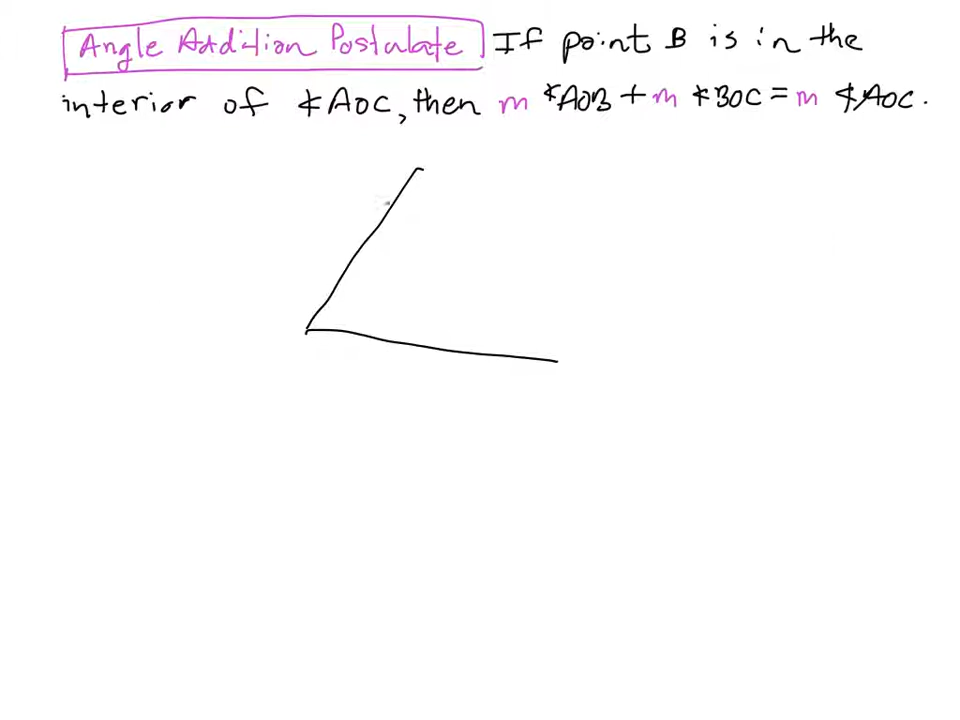 Angle Addition Postulate If point B is in the
interior of ∡AOC, then m ∡AOB + m ∡BOC = m ∡AOC.